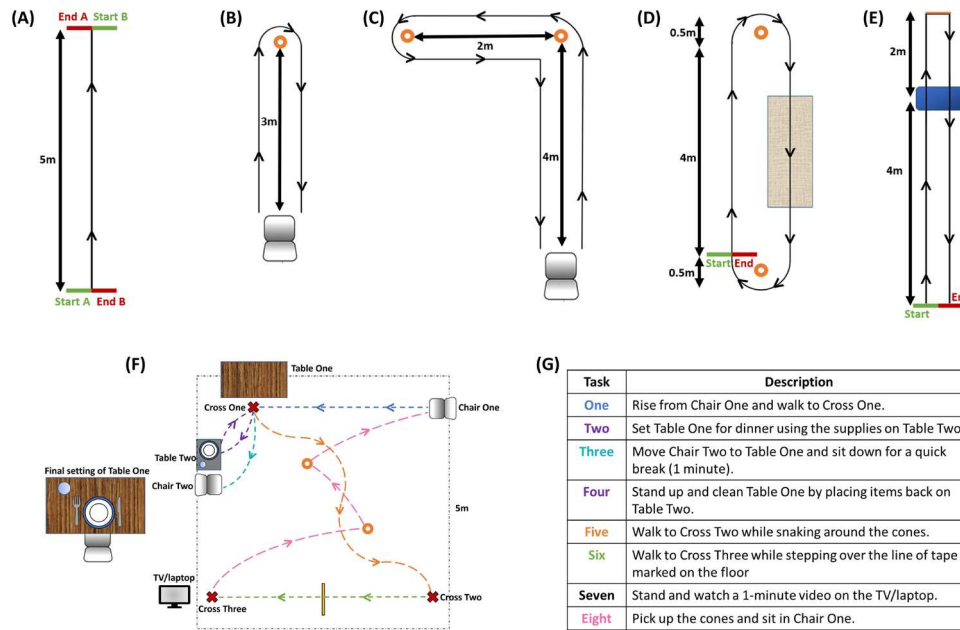 (A)
End A Start B
5m
Start A End B
(B)
3m
(C)
2m
4m
(D)
0.5m
4m
Start End
0.5m
(E)
2m
4m
Start
(F)
Table One
Cross One
Chair One
Table Two
Chair Two
Final setting of Table One
5m
TV/laptop
Cross Three
Cross Two
(G)
Task Description
One Rise from Chair One and walk to Cross One.
Two Set Table One for dinner using the supplies on Table Two
Three Move Chair Two to Table One and sit down for a quick
break (1 minute).
Four Stand up and clean Table One by placing items back on
Table Two.
Five Walk to Cross Two while snaking around the cones.
Six Walk to Cross Three while stepping over the line of tape
marked on the floor
Seven Stand and watch a 1-minute video on the TV/laptop.
Eight Pick up the cones and sit in Chair One.